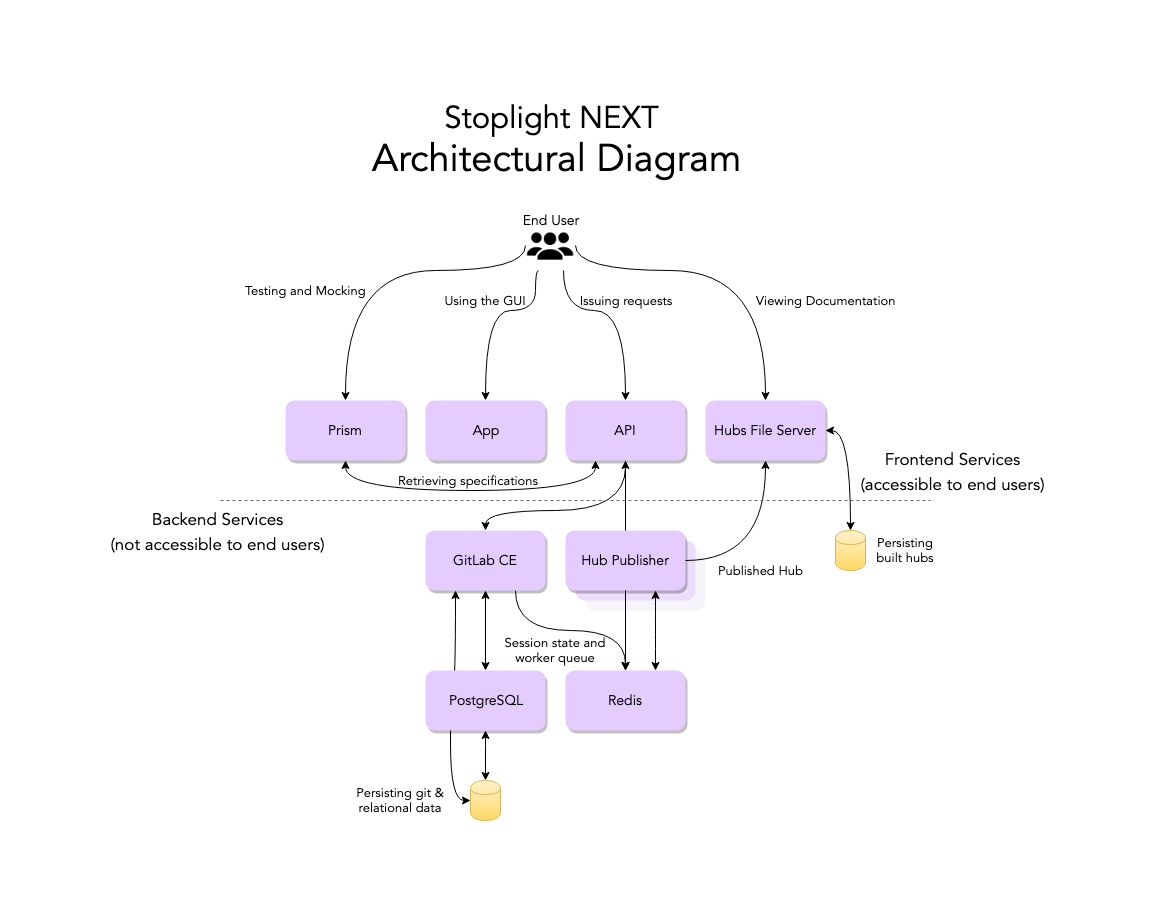 Stoplight NEXT
Architectural Diagram
End User
Testing and Mocking
Using the GUI
Issuing requests
Viewing Documentation
Prism
App
API
Hubs File Server
Retrieving specifications
Frontend Services
(accessible to end users)
Backend Services
(not accessible to end users)
GitLab CE
Hub Publisher
Published Hub
Persisting
built hubs
Session state and
worker queue
PostgreSQL
Redis
Persisting git &
relational data